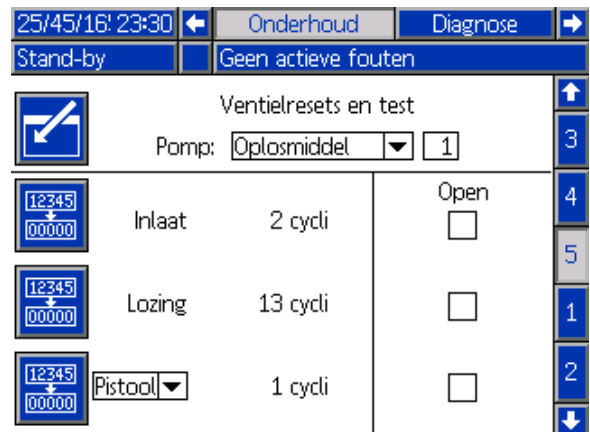 25/45/16 23:30 Onderhoud Diagnose
Stand-by Geen actieve fouten
Ventielresets en test
3
Pomp: Oplosmiddel 1
Open
4
12345
00000
Inlaat 2 cycli
5
12345
00000
Lozing 13 cycli
1
12345
00000
Pistool 1 cycli
2